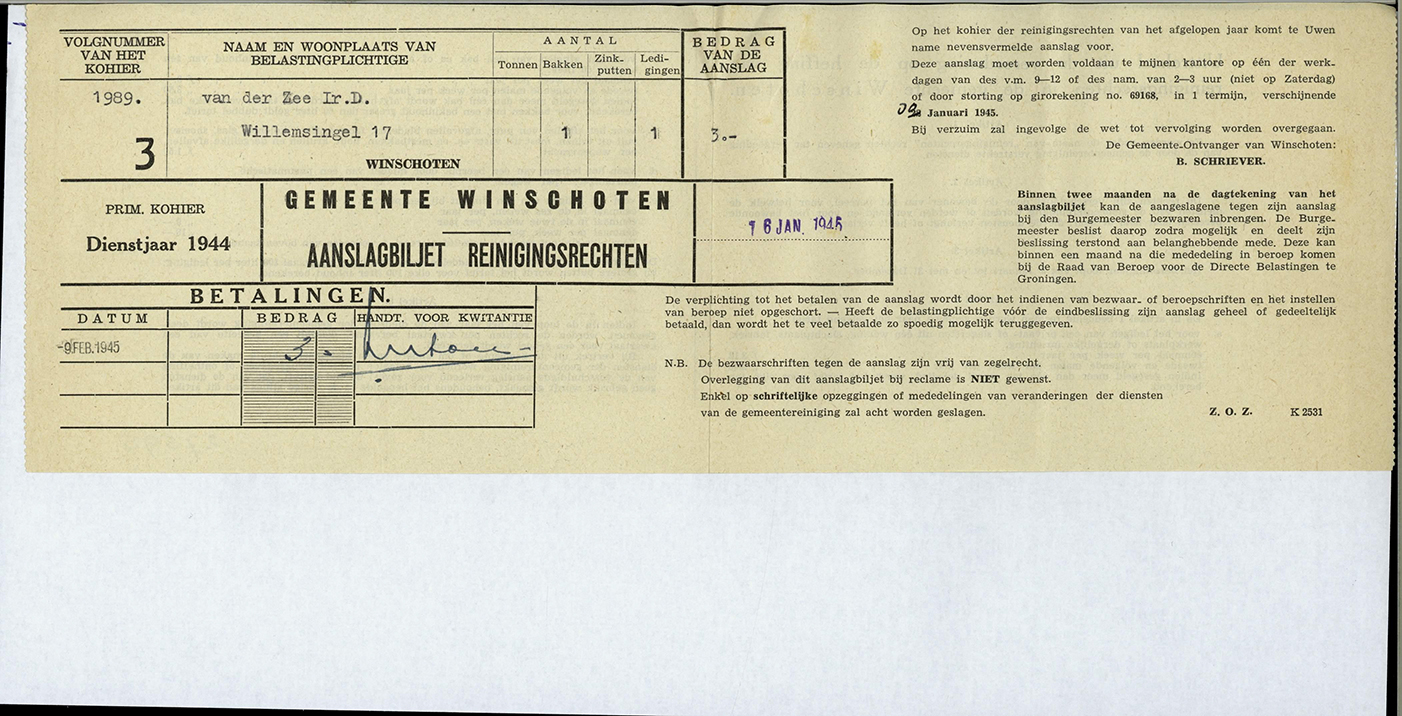 VOLGNUMMER
VAN HET
KOHIER
NAAM EN WOONPLAATS VAN
BELASTINGPLICHTIGE
AANTAL
Tonnen
Bakken
Zink-
putten
Ledi-
gingen
BEDRAG
VAN DE
AANSLAG
1989.
van der Zee Ir.D.
Willemsingel 17
1
1
3.-
3
WINSCHOTEN
PRIM. KOHIER
Dienstjaar 1944
GEMEENTE WINSCHOTEN
AANSLAGBILJET REINIGINGSRECHTEN
16 JAN. 1945
BETALINGEN.
DATUM
BEDRAG
HANDT. VOOR KWITANTIE
-9 FEB. 1945
3 -
Op het kohier der reinigingsrechten van het afgelopen jaar komt te Uwen
name nevensvermelde aanslag voor.
Deze aanslag moet worden voldaan te mijnen kantore op één der werk-
dagen van des v.m. 9—12 of des nam. van 2—3 uur (niet op Zaterdag)
of door storting op girorekening no. 69168, in 1 termijn, verschijnende
Januari 1945.
Bij verzuim zal ingevolge de wet tot vervolging worden overgegaan.
De Gemeente-Ontvanger van Winschoten:
B. SCHRIEVER.
Binnen twee maanden na de dagtekening van het
aanslagbiljet kan de aangeslagene tegen zijn aanslag
bij den Burgemeester bezwaren inbrengen. De Burge-
meester beslist daarop zodra mogelijk en deelt zijn
beslissing terstond aan belanghebbende mede. Deze kan
binnen een maand na die mededeling in beroep komen
bij de Raad van Beroep voor de Directe Belastingen te
Groningen.
De verplichting tot het betalen van de aanslag wordt door het indienen van bezwaar- of beroepschriften en het instellen
van beroep niet opgeschort. — Heeft de belastingplichtige vóór de eindbeslissing zijn aanslag geheel of gedeeltelijk
betaald, dan wordt het te veel betaalde zo spoedig mogelijk teruggegeven.
N.B. De bezwaarschriften tegen de aanslag zijn vrij van zegelrecht.
Overlegging van dit aanslagbiljet bij reclame is NIET gewenst.
Enkel op schriftelijke opzeggingen of mededelingen van veranderingen der diensten
van de gemeentereiniging zal acht worden geslagen.
Z. O. Z.
K 2531